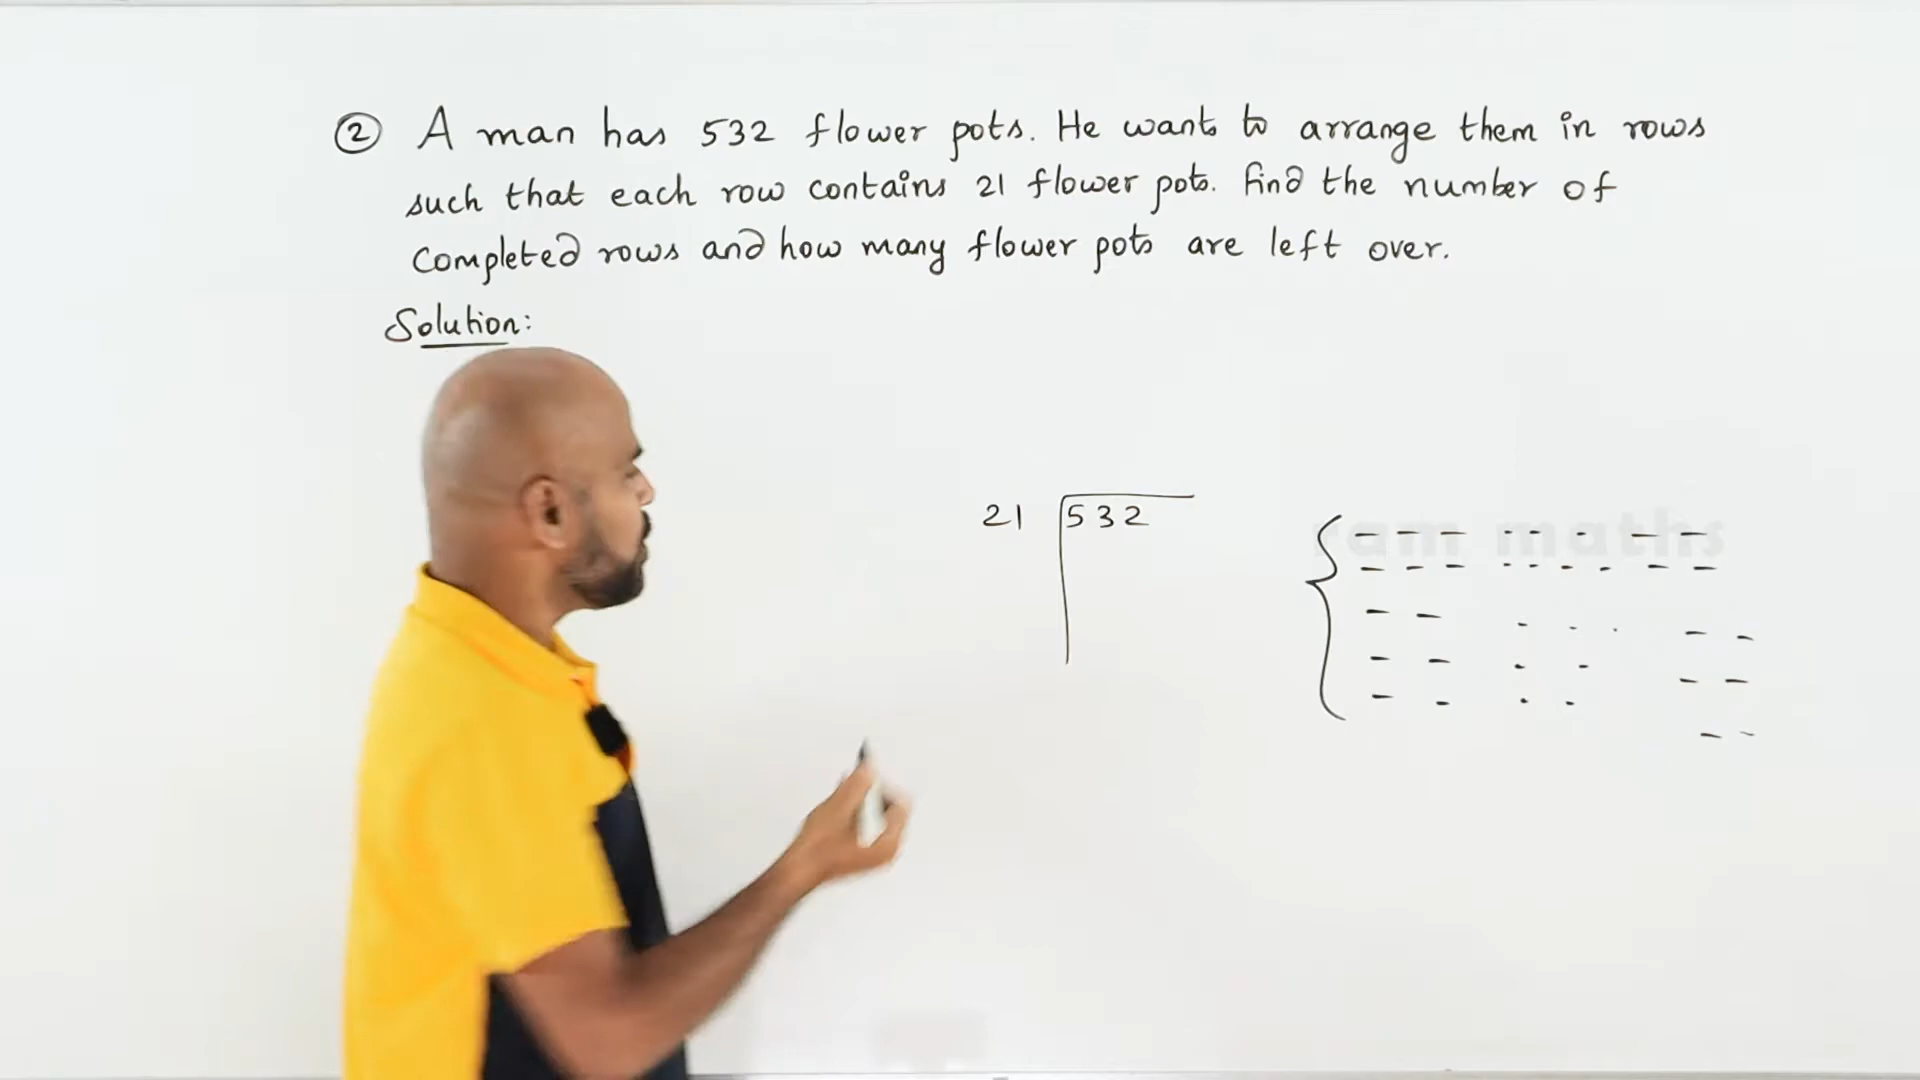 ② A man has 532 flower pots. He wants to arrange them in rows
such that each row contains 21 flower pots. Find the number of
completed rows and how many flower pots are left over.
Solution:
21 532
ram maths